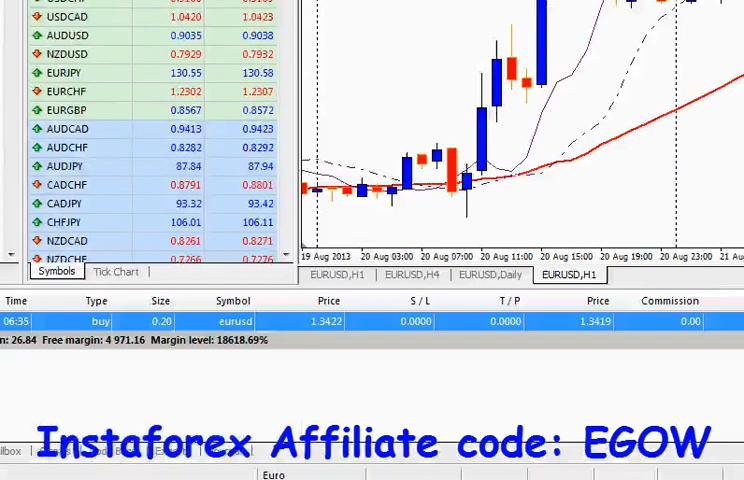 USDCAD 1.0420 1.0423
AUDUSD 0.9035 0.9038
NZDUSD 0.7929 0.7932
EURJPY 130.55 130.58
EURCHF 1.2302 1.2307
EURGBP 0.8567 0.8572
AUDCAD 0.9413 0.9423
AUDCHF 0.8282 0.8292
AUDJPY 87.84 87.94
CADCHF 0.8791 0.8801
CADJPY 93.32 93.42
CHFJPY 106.01 106.11
NZDCAD 0.8261 0.8271
NZDCHF 0.7266 0.7276
Symbols Tick Chart
19 Aug 2013 20 Aug 03:00 20 Aug 07:00 20 Aug 11:00 20 Aug 15:00 20 Aug 19:00 20 Aug 23:00 21 Au
EURUSD,H1 EURUSD,H4 EURUSD,Daily EURUSD,H1
Time Type Size Symbol Price S / L T / P Price Commission
06:35 buy 0.20 eurusd 1.3422 0.0000 0.0000 1.3419 0.00
n: 26.84 Free margin: 4 971.16 Margin level: 18618.69%
Instaforex Affiliate code: EGOW
Euro